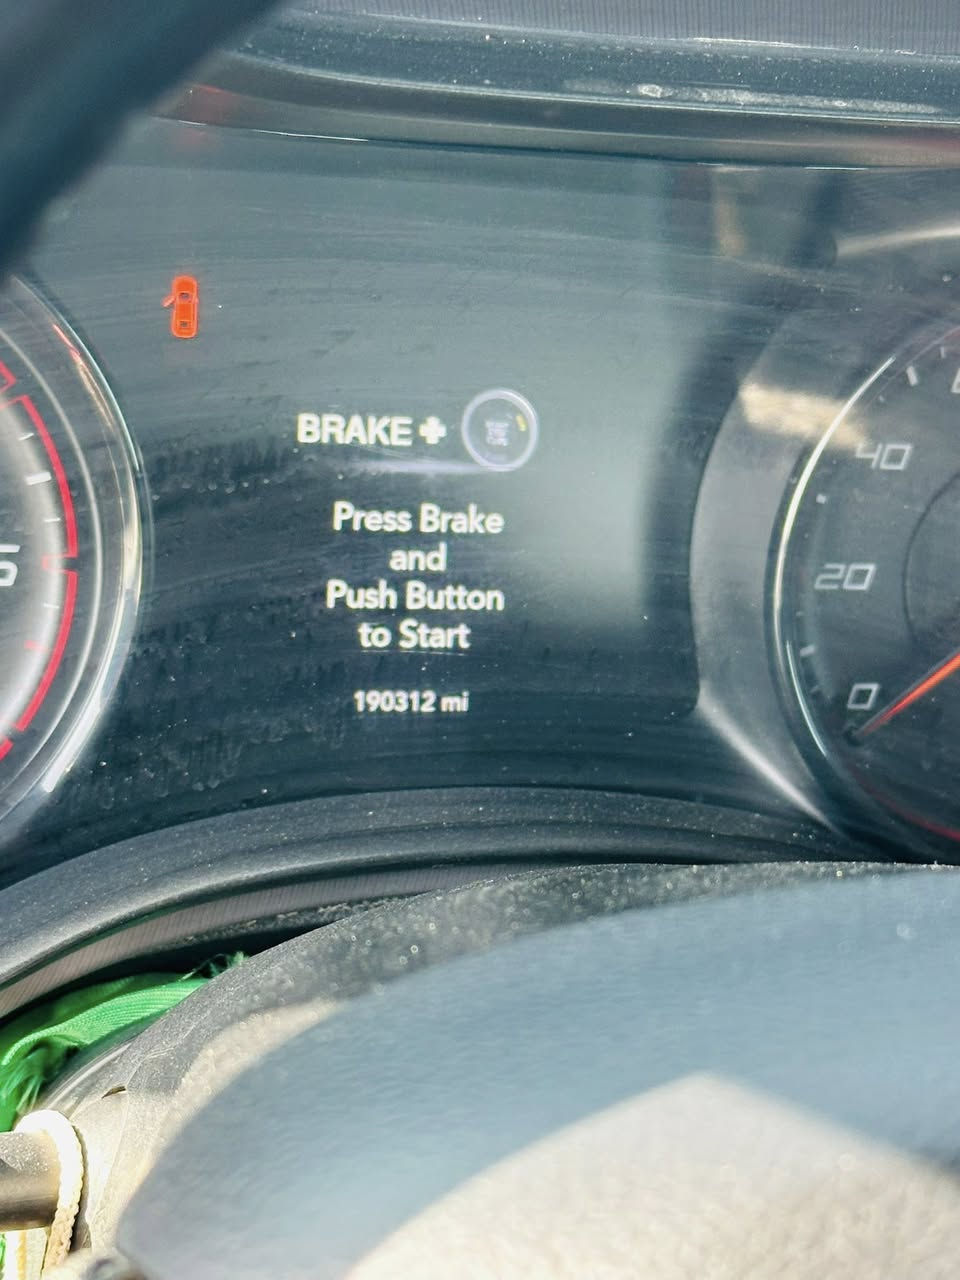 BRAKE +
Press Brake
and
Push Button
to Start
190312 mi
40
20
0